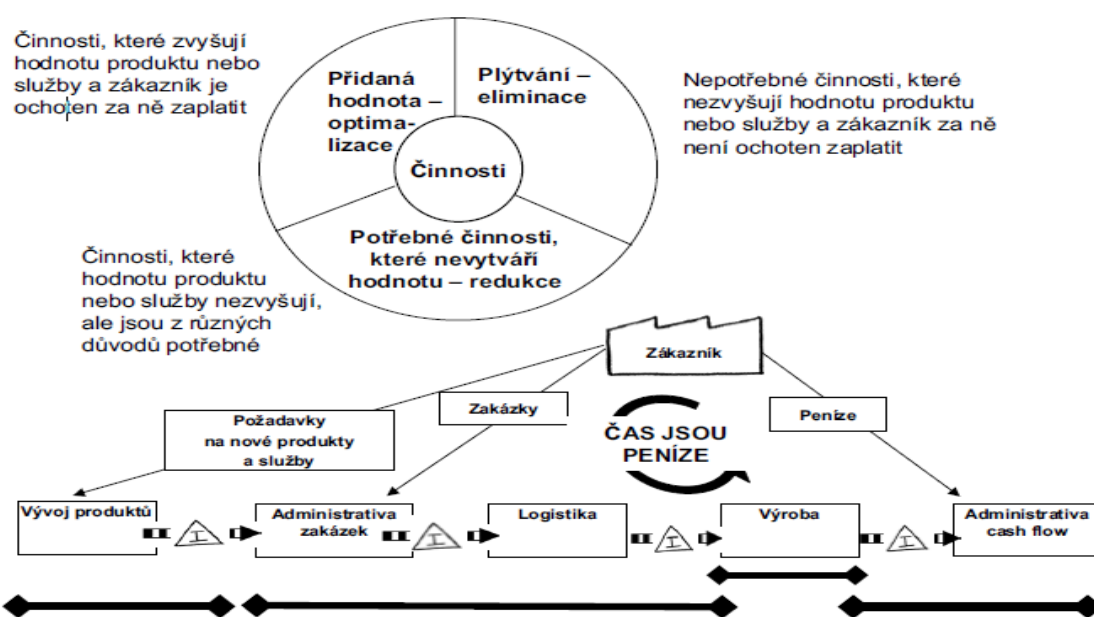 Činnosti, které zvyšují
hodnotu produktu nebo
služby a zákazník je
ochoten za ně zaplatit
Přidaná
hodnota –
optima-
lizace
Plýtvání –
eliminace
Nepotřebné činnosti, které
nezvyšují hodnotu produktu
nebo služby a zákazník za ně
není ochoten zaplatit
Činnosti
Potřebné činnosti,
které nevytváří
hodnotu – redukce
Činnosti, které
hodnotu produktu
nebo služby nezvyšují,
ale jsou z různých
důvodů potřebné
Zákazník
Požadavky
na nové produkty
a služby
Zakázky
Peníze
ČAS JSOU
PENÍZE
Vývoj produktů
I
Administrativa
zakázek
I
Logistika
I
Výroba
I
Administrativa
cash flow